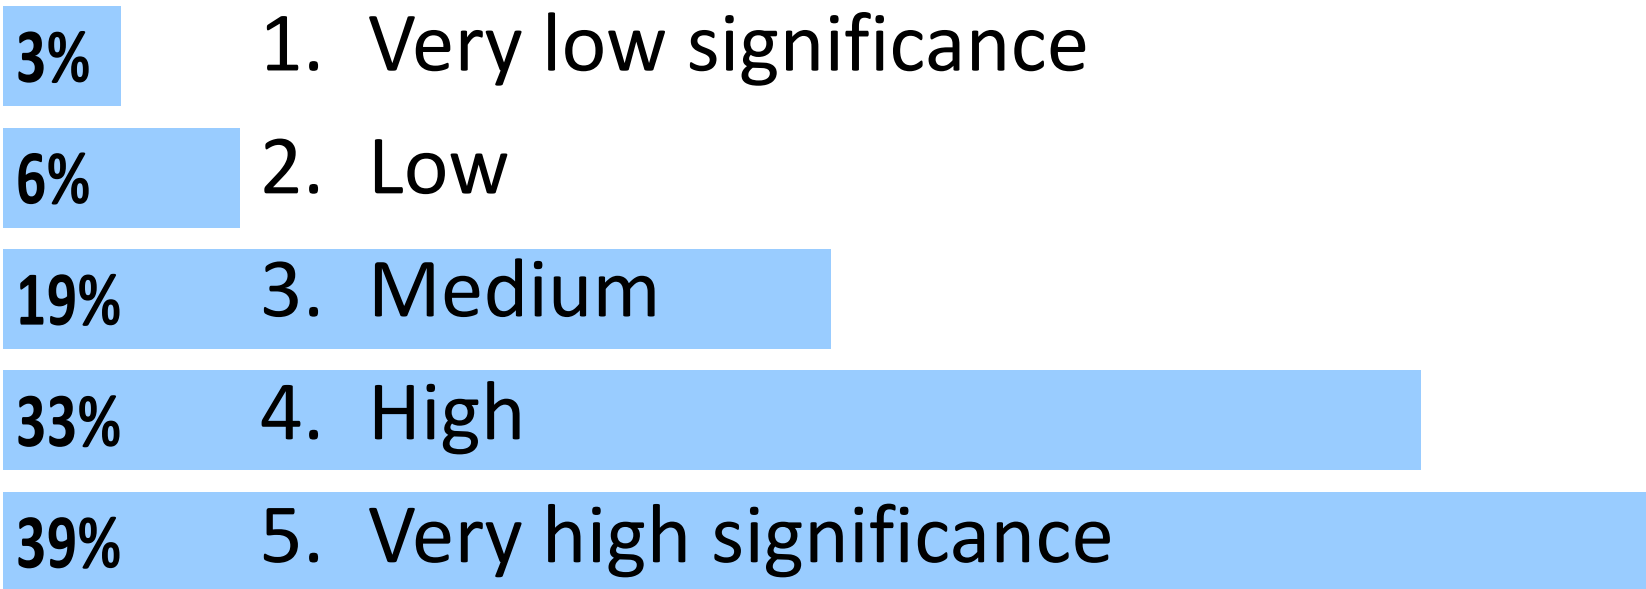 3% 1. Very low significance
6% 2. Low
19% 3. Medium
33% 4. High
39% 5. Very high significance